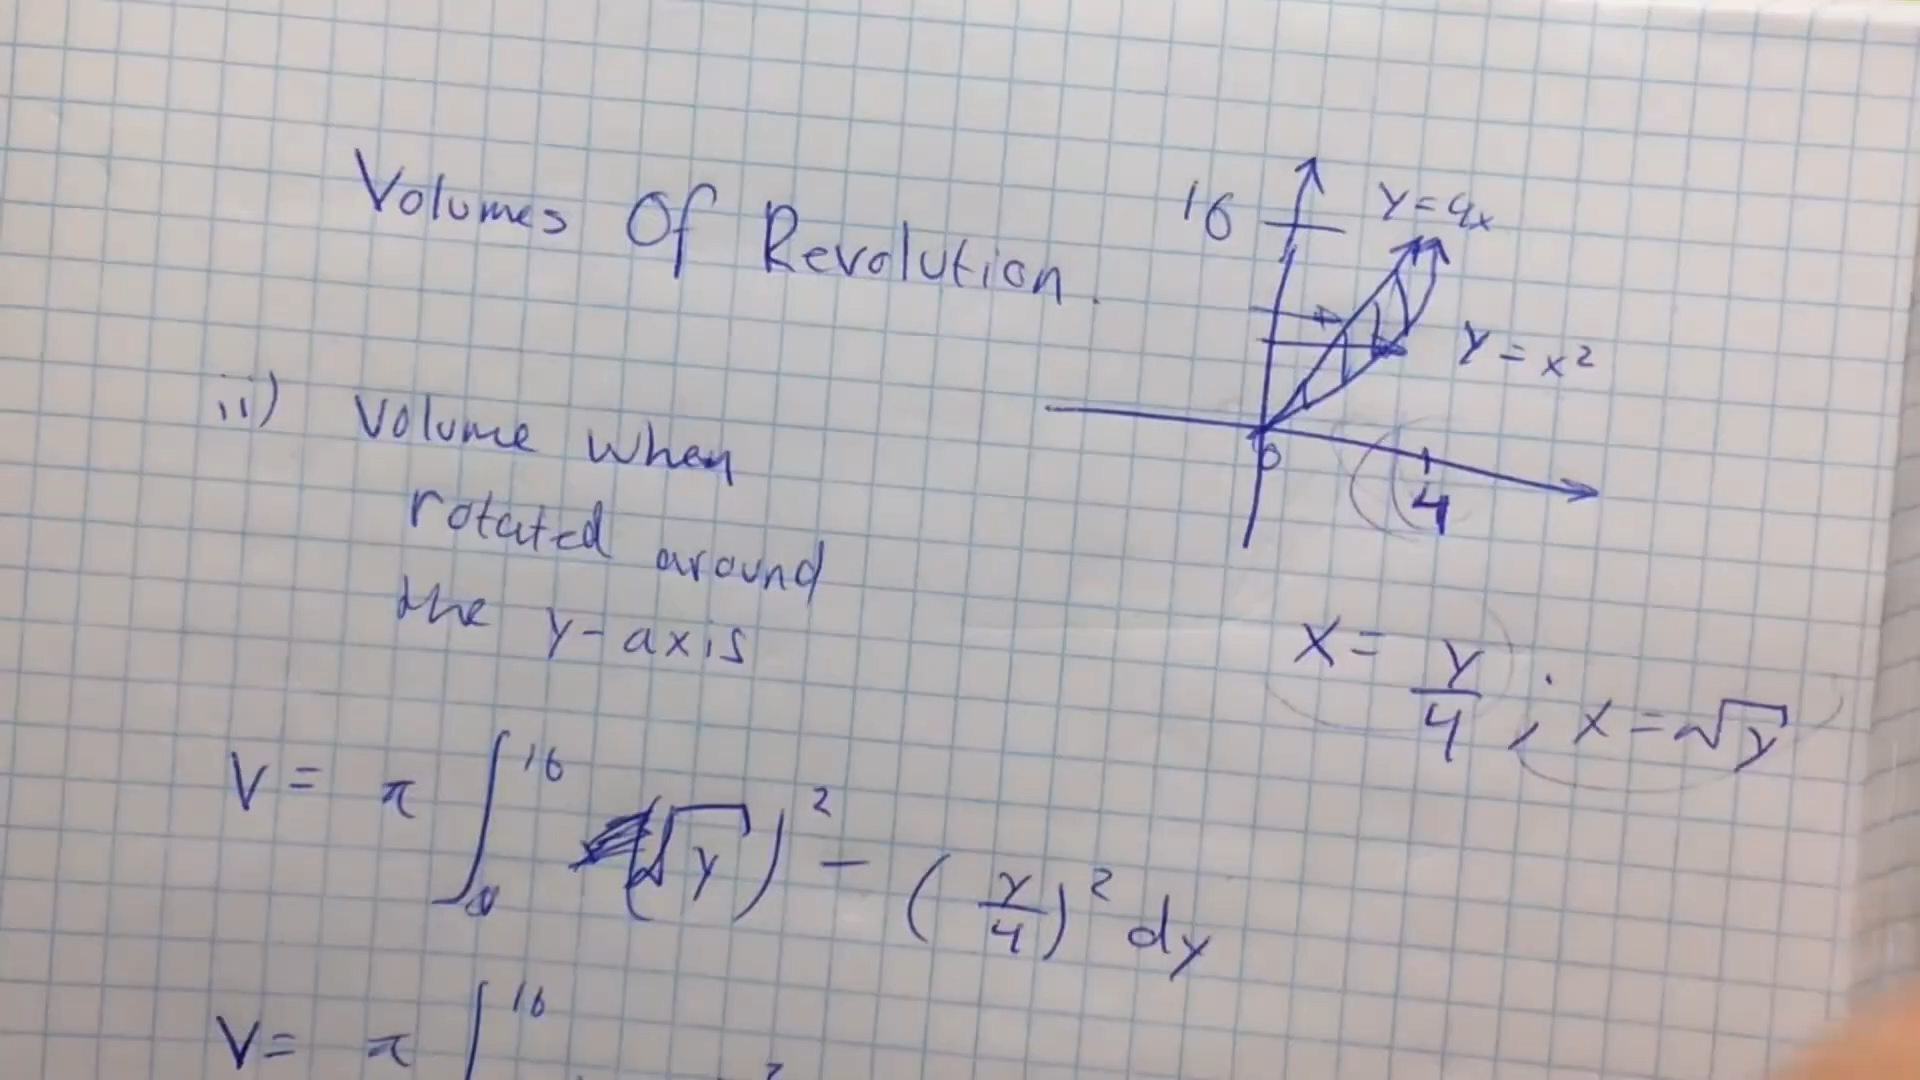 Volumes Of Revolution.
16
y=4x
y = x²
0
4
ii) Volume when
rotated around
the y-axis
x = y/4 ; x = √y
V = π ∫₀¹⁶ (√y)² - (y/4)² dy
V = π ∫¹⁶